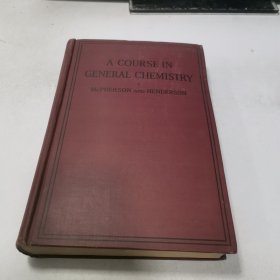 A COURSE IN
GENERAL CHEMISTRY
McPHERSON AND HENDERSON